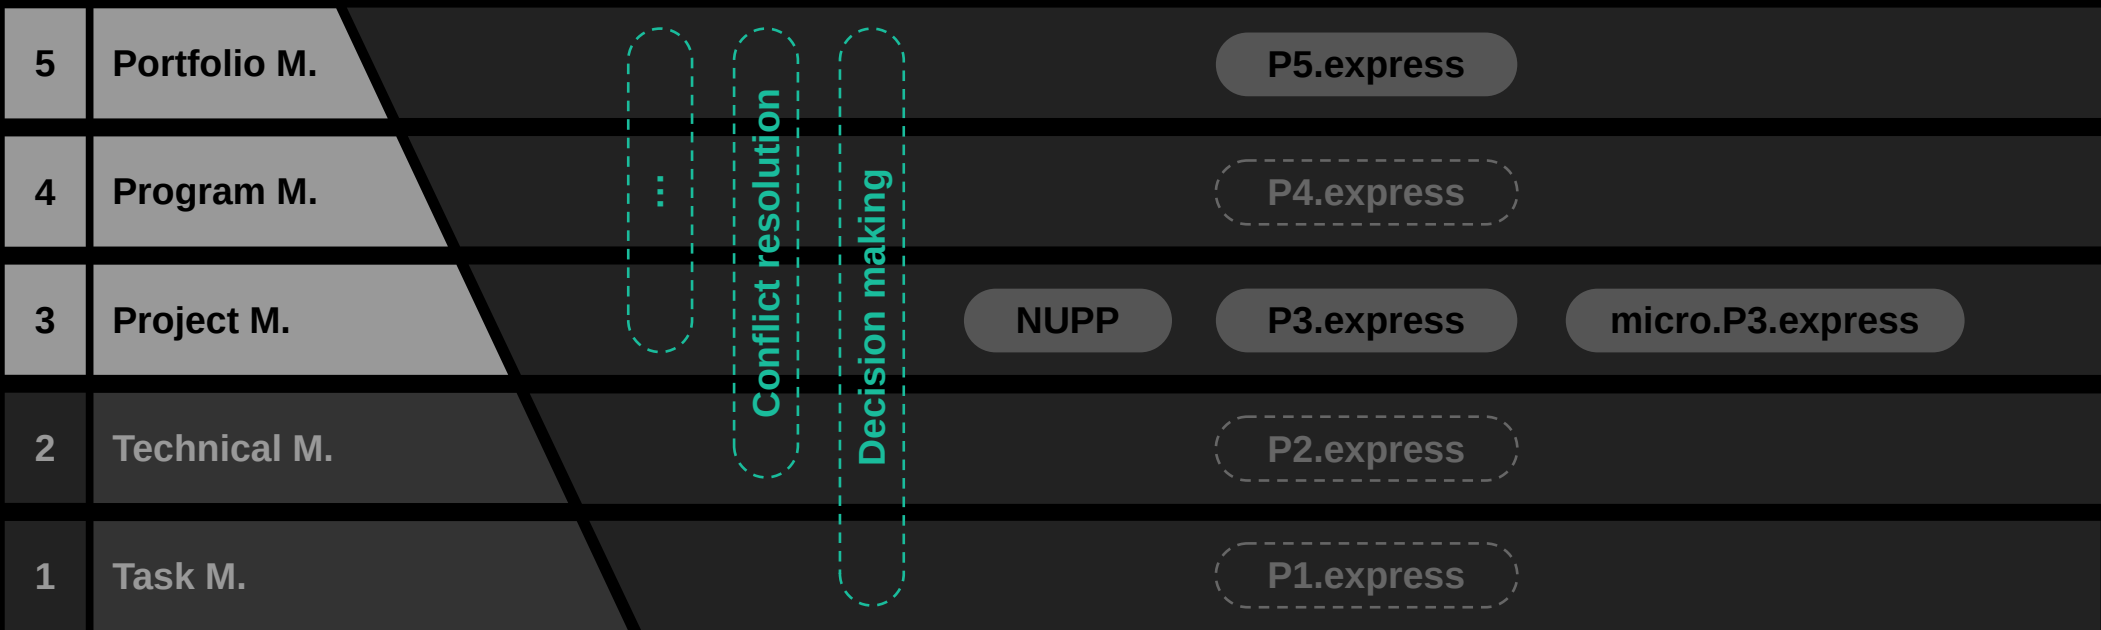 5 Portfolio M.
4 Program M.
3 Project M.
2 Technical M.
1 Task M.
...
Conflict resolution
Decision making
P5.express
P4.express
NUPP P3.express micro.P3.express
P2.express
P1.express